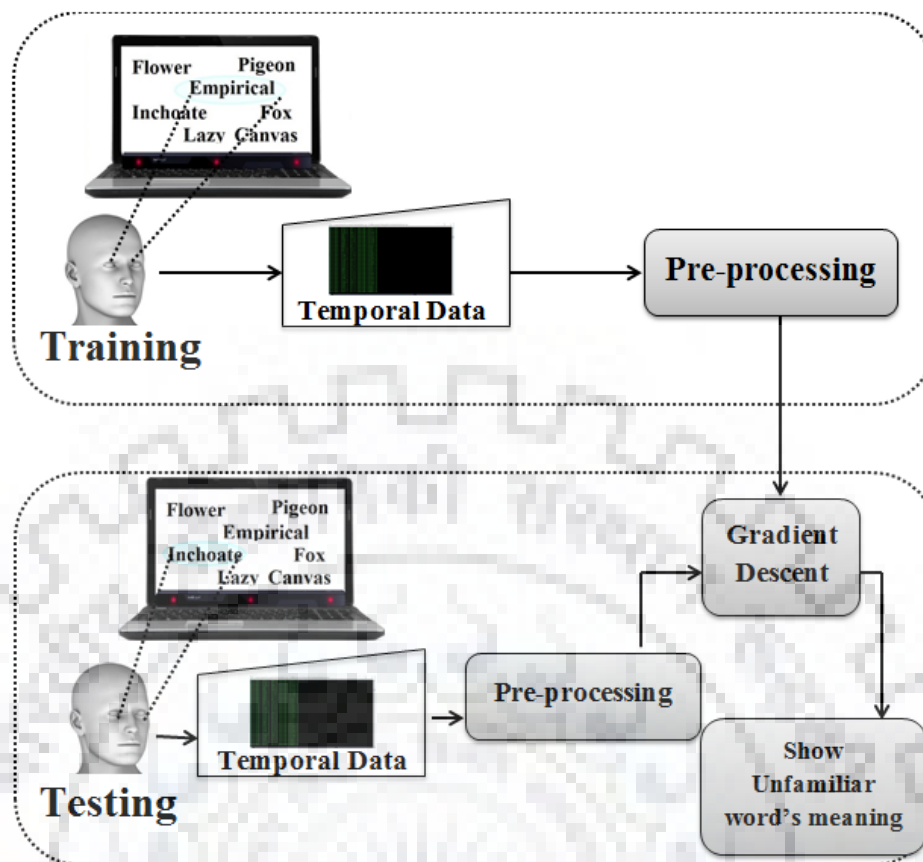 Flower Pigeon
Empirical
Inchoate Fox
Lazy Canvas
Temporal Data
Pre-processing
Training
Flower Pigeon
Empirical
Inchoate Fox
Lazy Canvas
Gradient
Descent
Pre-processing
Temporal Data
Show
Unfamiliar
word's meaning
Testing